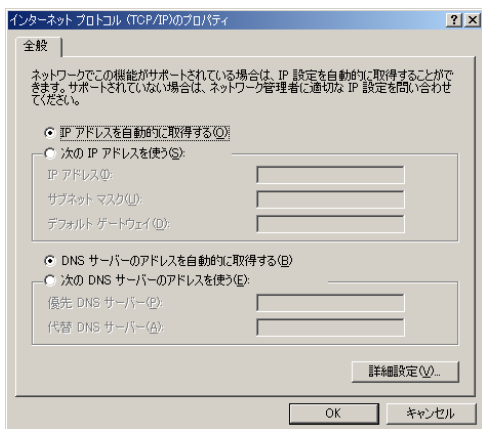 インターネット プロトコル (TCP/IP)のプロパティ
全般
ネットワークでこの機能がサポートされている場合は、IP 設定を自動的に取得することがで
きます。サポートされていない場合は、ネットワーク管理者に適切な IP 設定を問い合わせ
てください。
IP アドレスを自動的に取得する(O)
次の IP アドレスを使う(S):
IP アドレス(I):
サブネット マスク(U):
デフォルト ゲートウェイ(D):
DNS サーバーのアドレスを自動的に取得する(B)
次の DNS サーバーのアドレスを使う(E):
優先 DNS サーバー(P):
代替 DNS サーバー(A):
詳細設定(V)...
OK
キャンセル